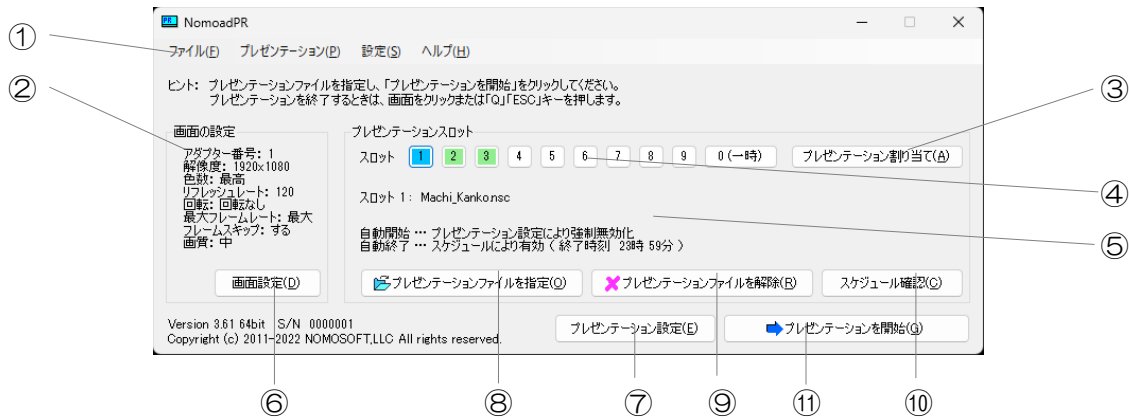 NomoadPR
①
ファイル(F) プレゼンテーション(P) 設定(S) ヘルプ(H)
②
ヒント: プレゼンテーションファイルを指定し、「プレゼンテーションを開始」をクリックしてください。
プレゼンテーションを終了するときは、画面をクリックまたは「Q」「ESC」キーを押します。
③
画面の設定
アダプター番号: 1
解像度: 1920x1080
色数: 最高
リフレッシュレート: 120
回転: 回転なし
最大フレームレート: 最大
フレームスキップ: する
画質: 中
画面設定(D)
プレゼンテーションスロット
スロット 1 2 3 4 5 6 7 8 9 0(一時) プレゼンテーション割り当て(A)
④
スロット 1: Machi_Kanko.nsc
⑤
自動開始 … プレゼンテーション設定により強制無効化
自動終了 … スケジュールにより有効 ( 終了時刻 23時 59分 )
プレゼンテーションファイルを指定(O) プレゼンテーションファイルを解除(R) スケジュール確認(C)
Version 3.61 64bit S/N 0000001
Copyright (c) 2011-2022 NOMOSOFT,LLC All rights reserved.
プレゼンテーション設定(E) プレゼンテーションを開始(G)
⑥ ⑧ ⑦ ⑨ ⑪ ⑩